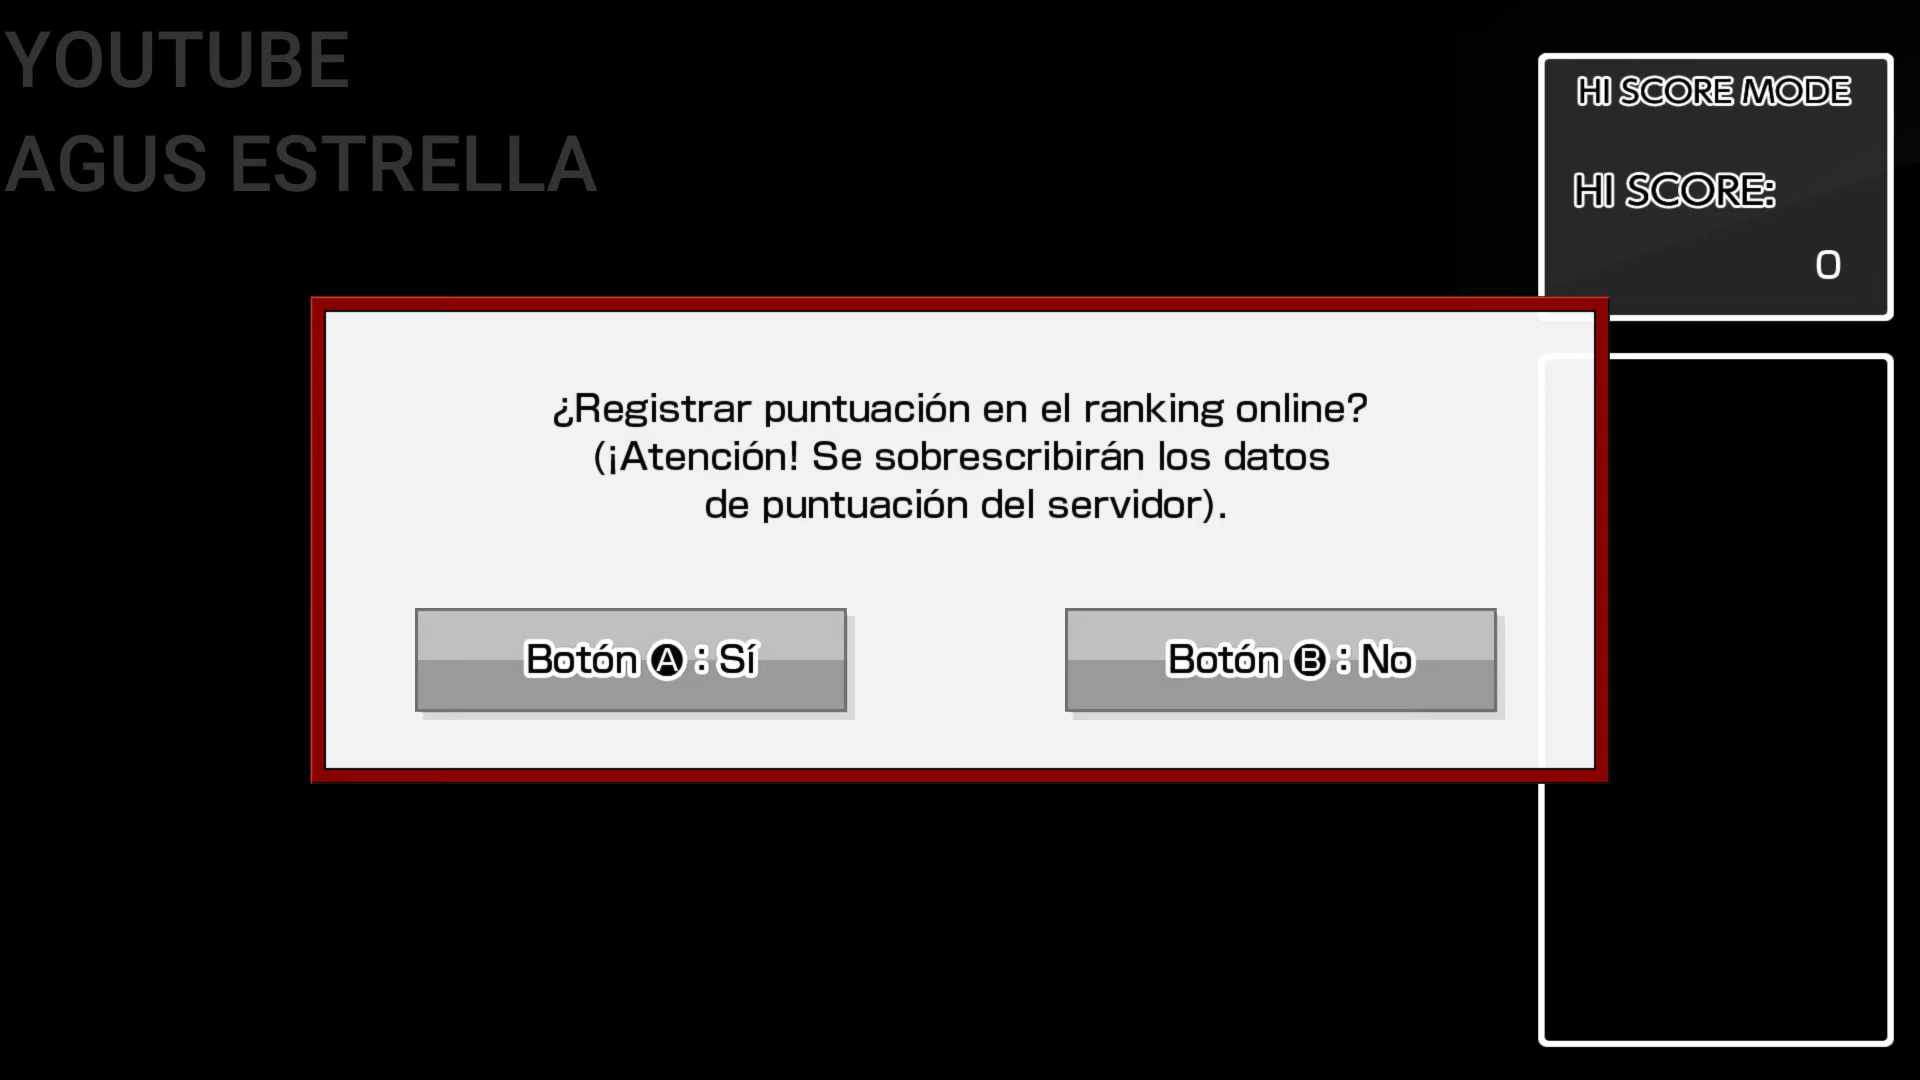 YOUTUBE
AGUS ESTRELLA
HI SCORE MODE
HI SCORE:
0
¿Registrar puntuación en el ranking online?
(¡Atención! Se sobrescribirán los datos
de puntuación del servidor).
Botón A : Sí
Botón B : No